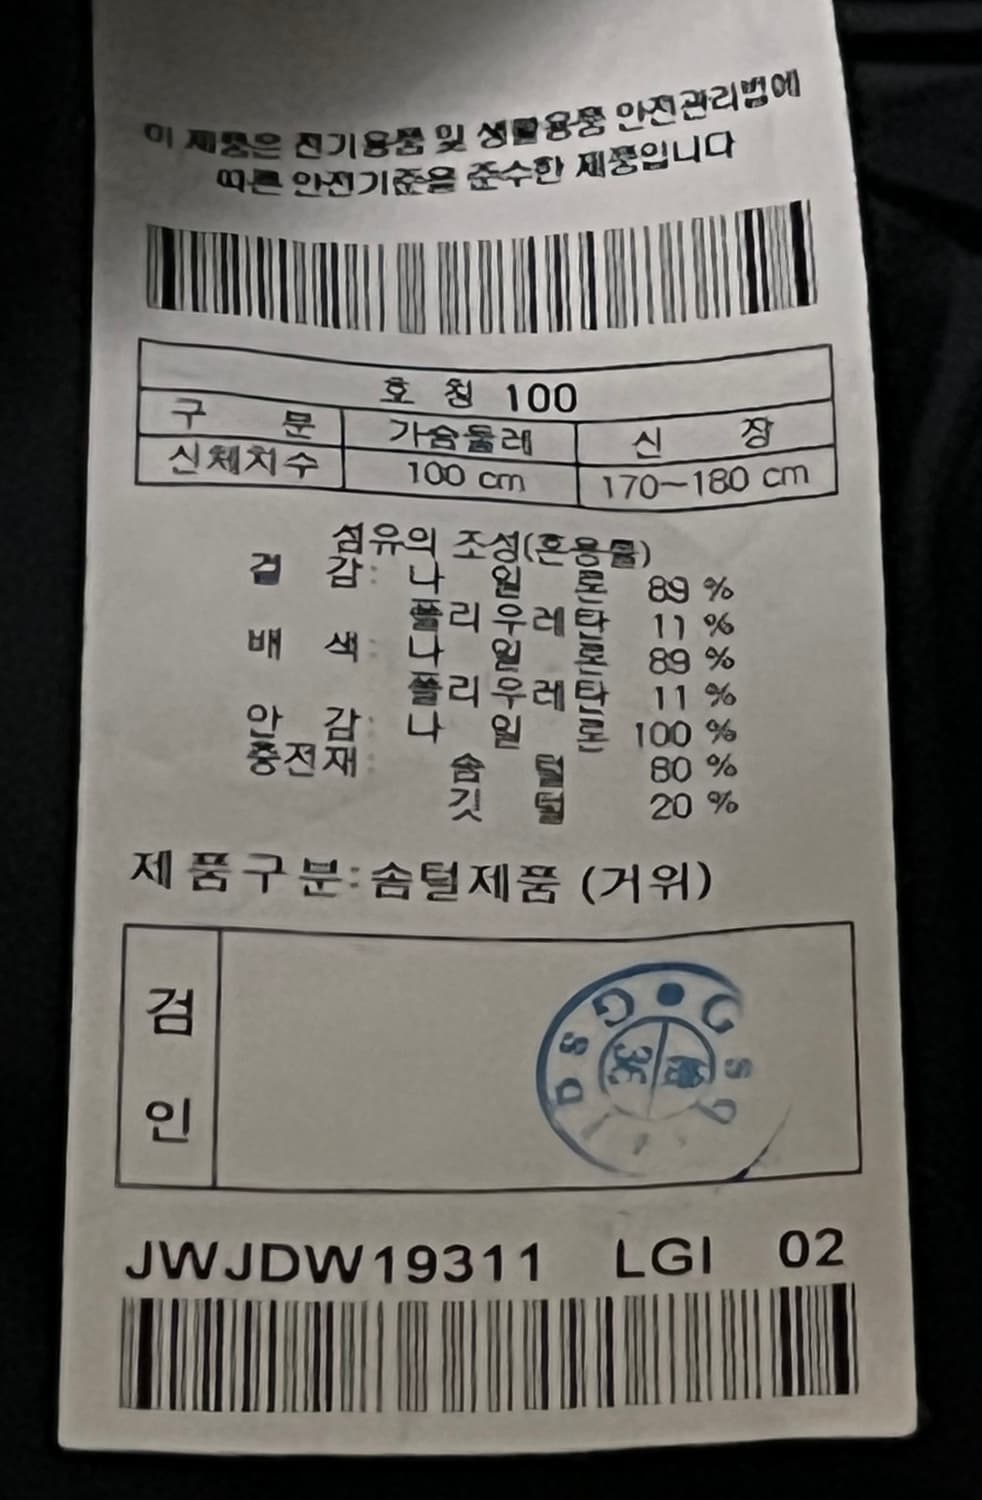 이 제품은 전기용품 및 생활용품 안전관리법에
따른 안전기준을 준수한 제품입니다
호 칭 100
구 분 가슴둘레 신 장
신체치수 100 cm 170~180 cm
섬유의 조성(혼용률)
겉 감: 나 일 론 89 %
폴리우레탄 11 %
배 색: 나 일 론 89 %
폴리우레탄 11 %
안 감: 나 일 론 100 %
충전재: 솜 털 80 %
깃 털 20 %
제품구분: 솜털제품 (거위)
검
인
JWJDW19311 LGI 02